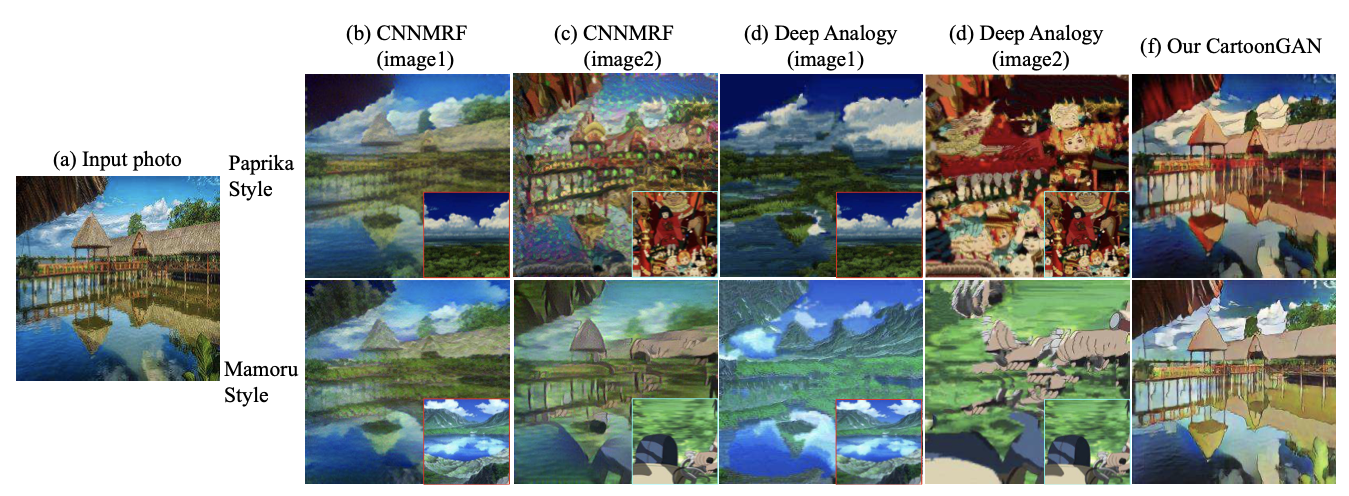 (b) CNNMRF
(image1)
(c) CNNMRF
(image2)
(d) Deep Analogy
(image1)
(d) Deep Analogy
(image2)
(f) Our CartoonGAN
(a) Input photo
Paprika
Style
Mamoru
Style